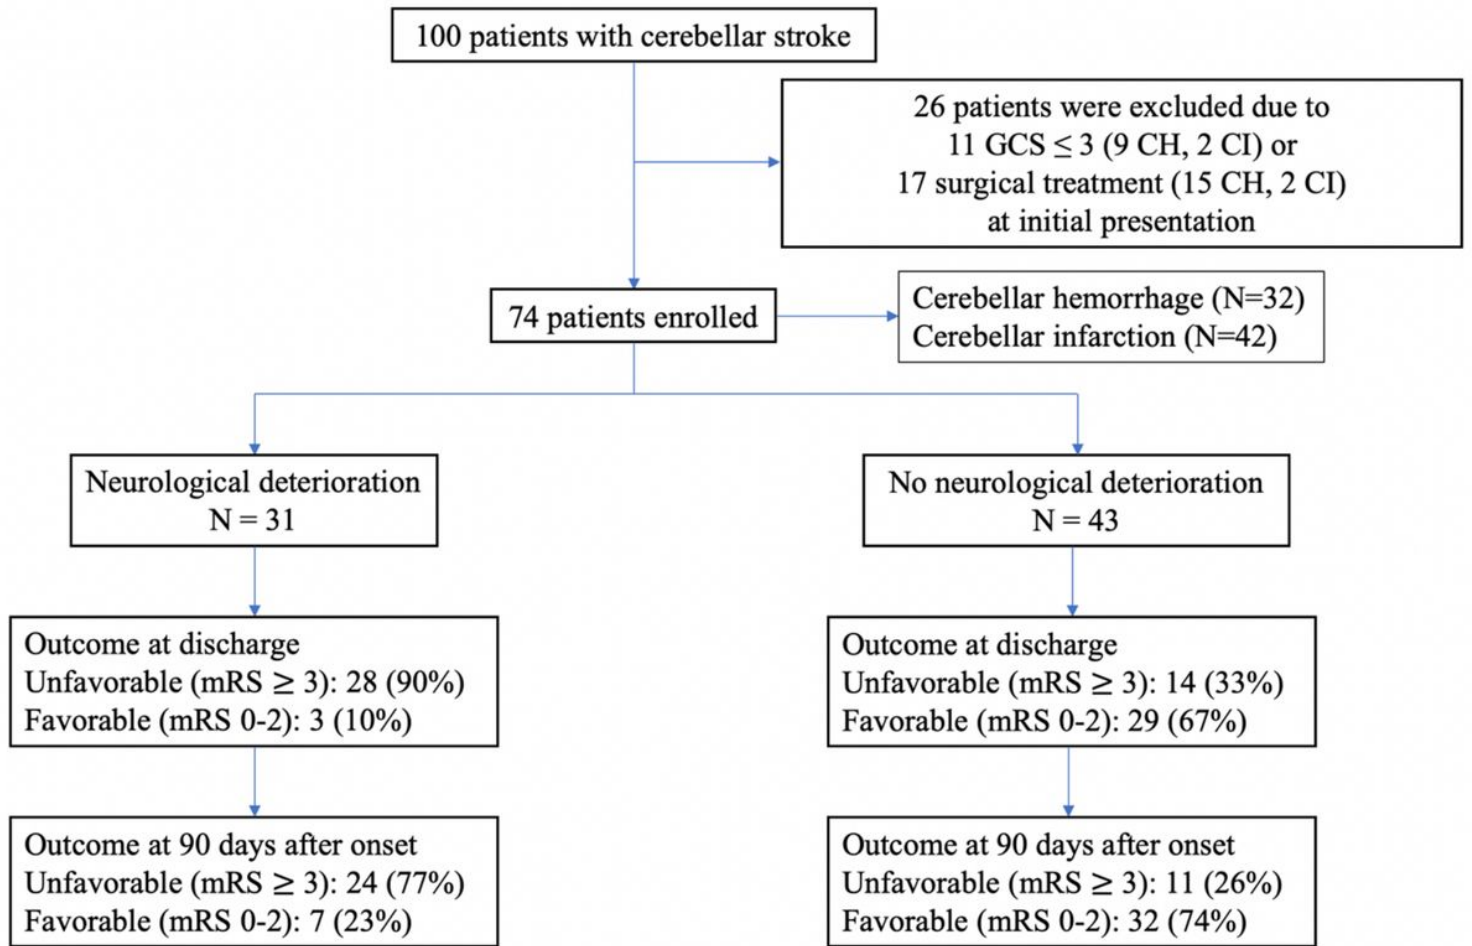 100 patients with cerebellar stroke
26 patients were excluded due to
11 GCS ≤ 3 (9 CH, 2 CI) or
17 surgical treatment (15 CH, 2 CI)
at initial presentation
74 patients enrolled
Cerebellar hemorrhage (N=32)
Cerebellar infarction (N=42)
Neurological deterioration
N = 31
No neurological deterioration
N = 43
Outcome at discharge
Unfavorable (mRS ≥ 3): 28 (90%)
Favorable (mRS 0-2): 3 (10%)
Outcome at discharge
Unfavorable (mRS ≥ 3): 14 (33%)
Favorable (mRS 0-2): 29 (67%)
Outcome at 90 days after onset
Unfavorable (mRS ≥ 3): 24 (77%)
Favorable (mRS 0-2): 7 (23%)
Outcome at 90 days after onset
Unfavorable (mRS ≥ 3): 11 (26%)
Favorable (mRS 0-2): 32 (74%)